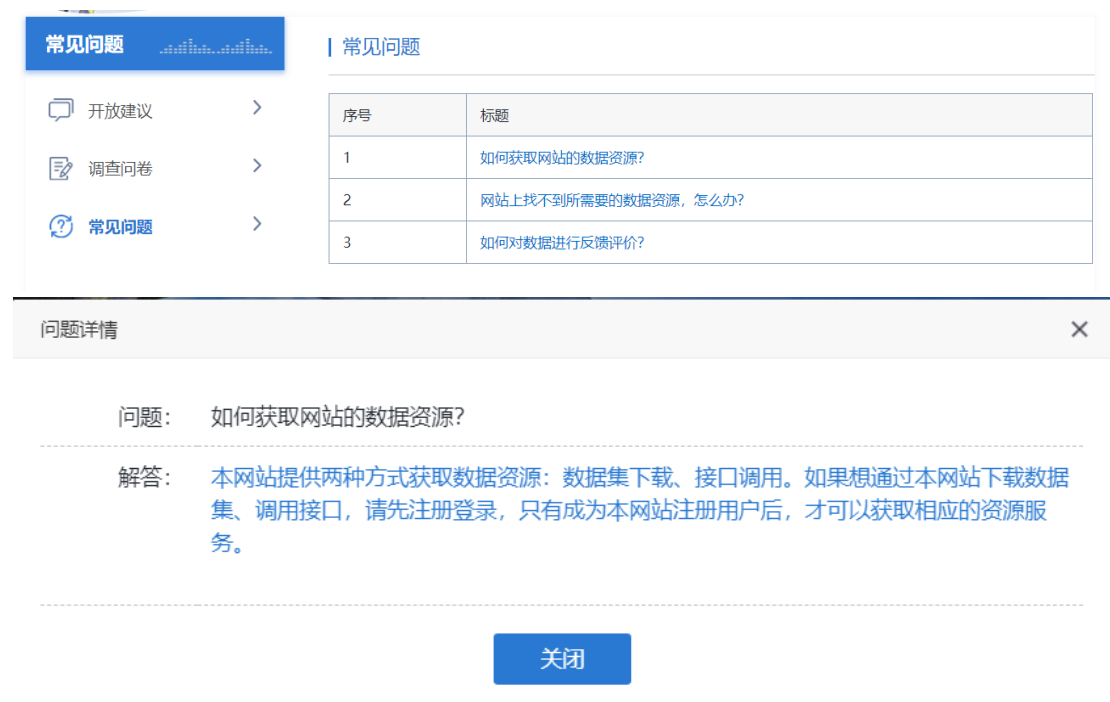 常见问题
常见问题
开放建议
调查问卷
常见问题
序号 标题
1 如何获取网站的数据资源?
2 网站上找不到所需要的数据资源，怎么办?
3 如何对数据进行反馈评价?
问题详情
问题： 如何获取网站的数据资源?
解答： 本网站提供两种方式获取数据资源：数据集下载、接口调用。如果想通过本网站下载数据
集、调用接口，请先注册登录，只有成为本网站注册用户后，才可以获取相应的资源服
务。
关闭